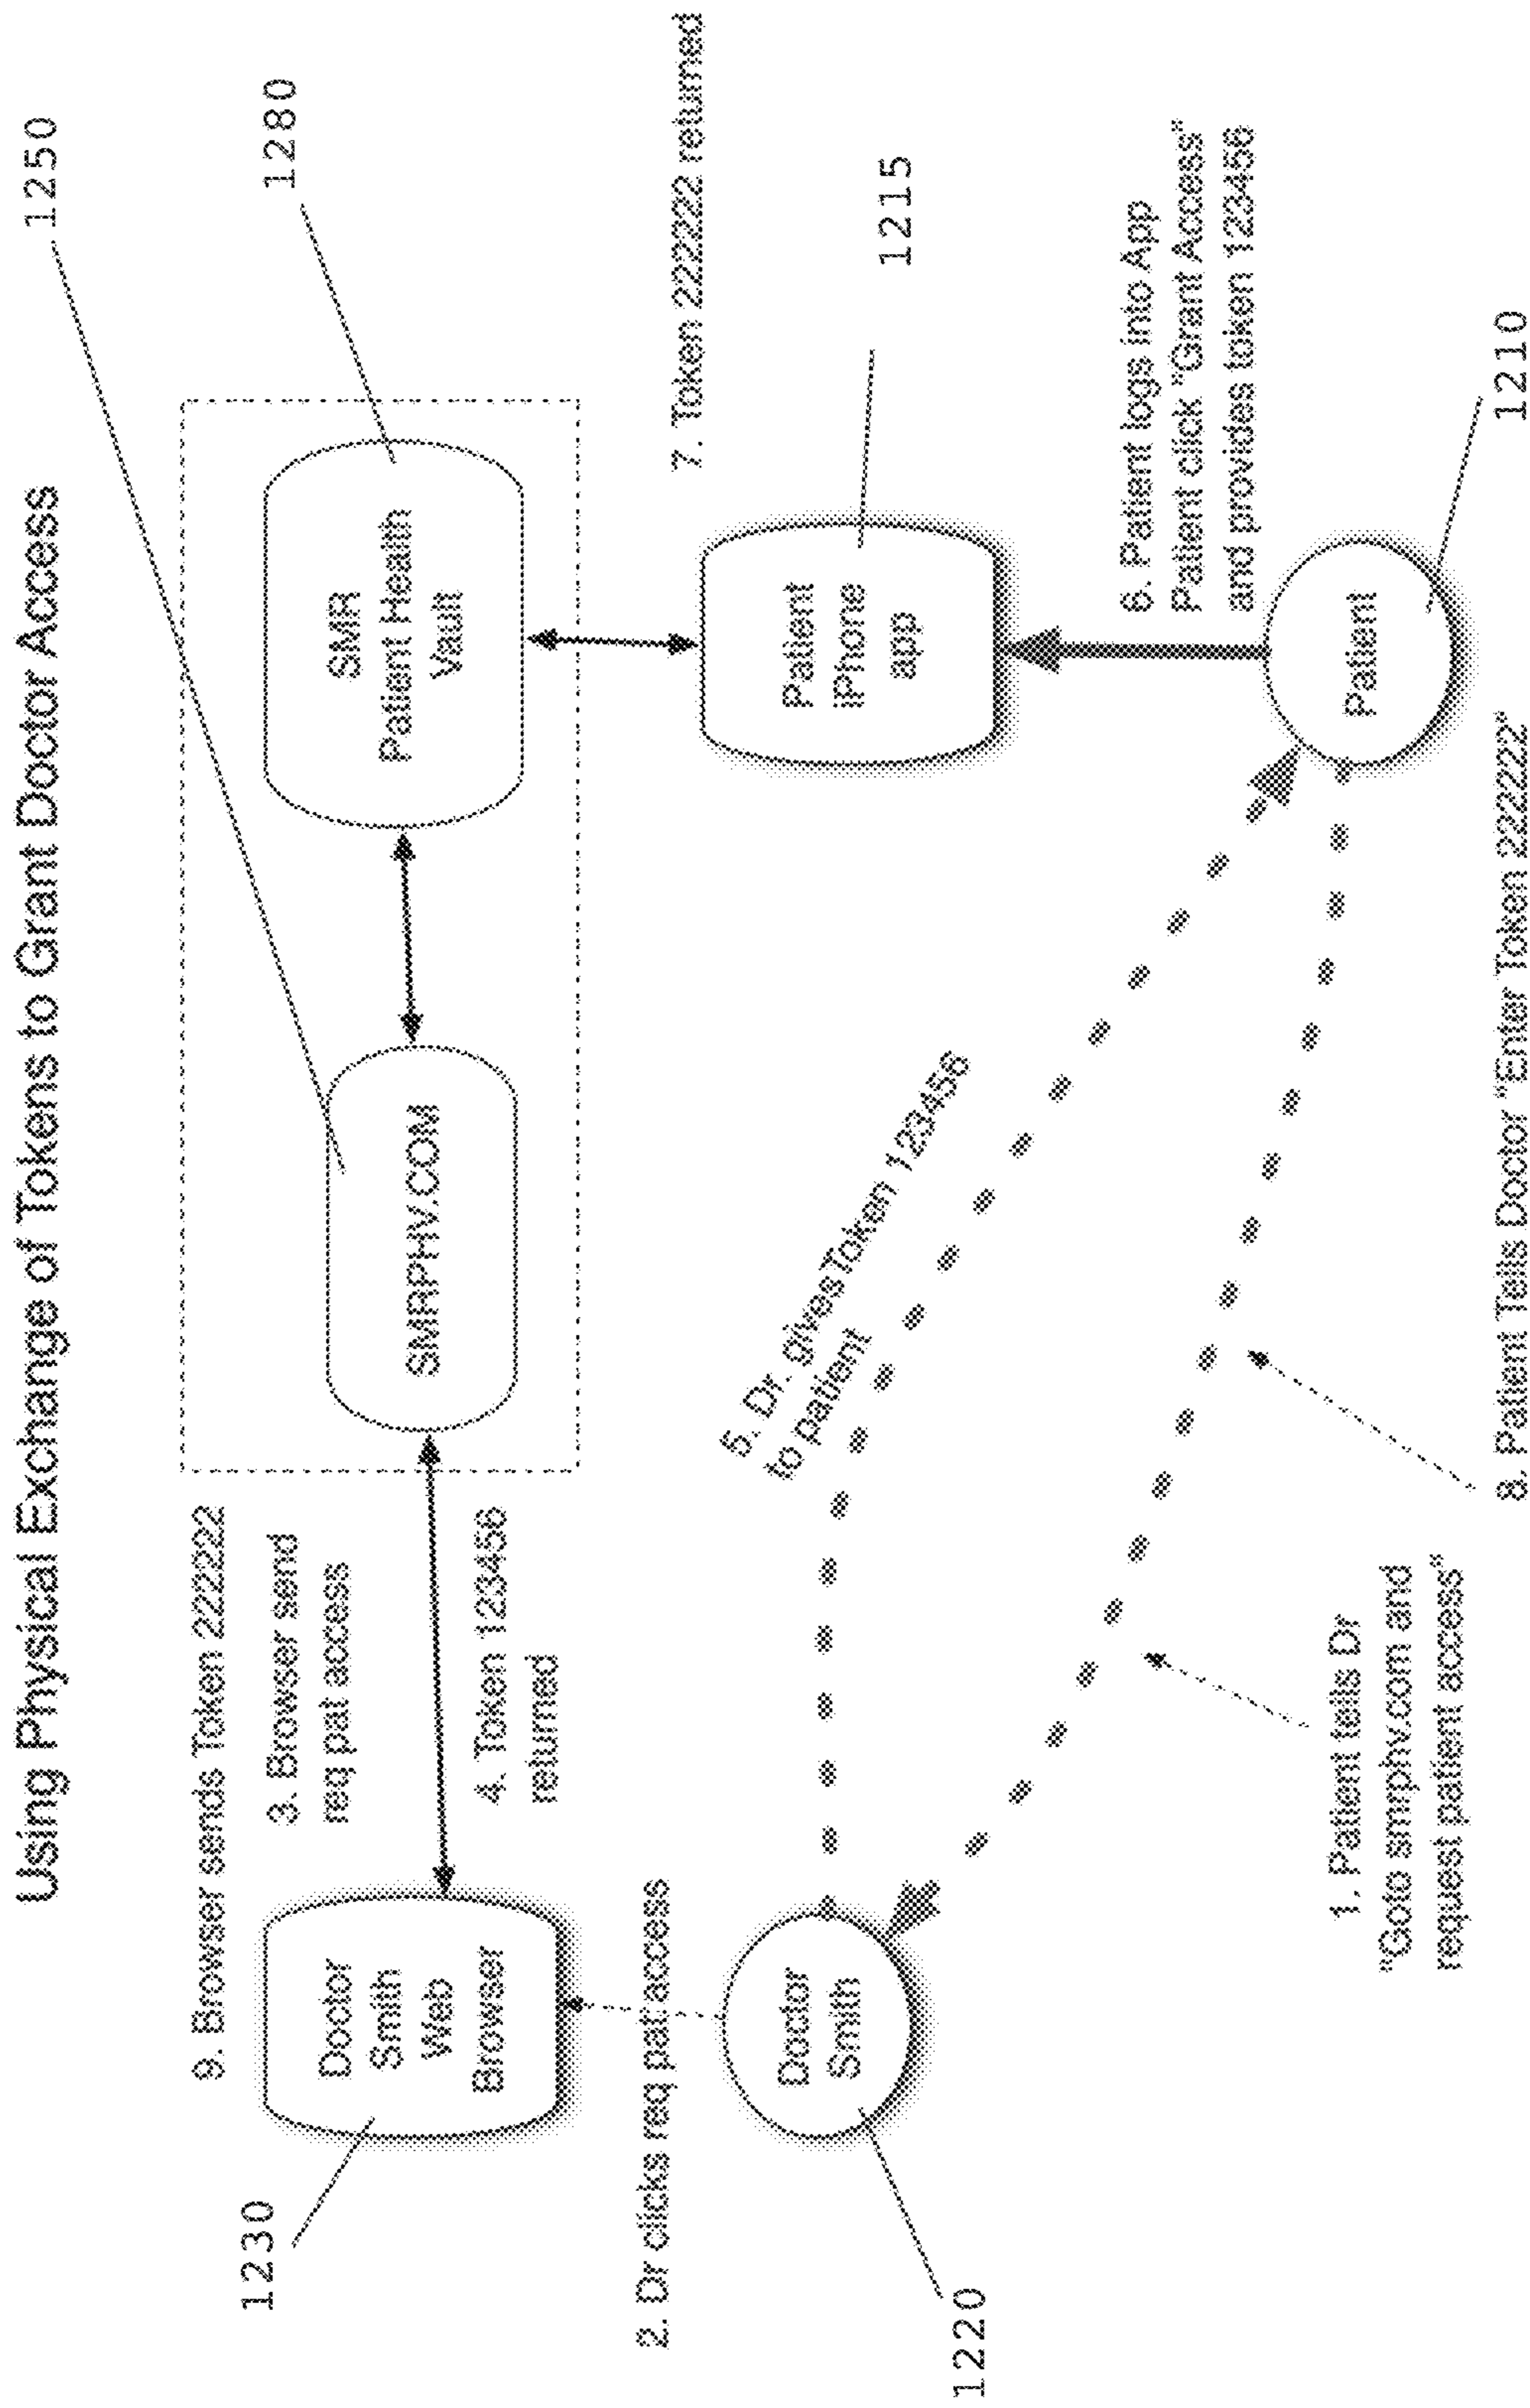 Using Physical Exchange of Tokens to Grant Doctor Access
1250
1280
1230
9. Browser sends Token 222222
3. Browser send
req pat access
4. Token 123456
returned
Doctor
Smith
Web
Browser
SMRPHV.COM
SMR
Patient Health
Vault
2. Dr clicks req pat access
7. Token 222222 returned
5. Dr. gives Token 123456
to patient
Doctor
Smith
1220
Patient
iPhone
app
1215
6. Patient logs into App
Patient click "Grant Access"
and provides token 123456
Patient
1210
1. Patient tells Dr
"Goto smrphv.com and
request patient access"
8. Patient Tells Doctor "Enter Token 222222"